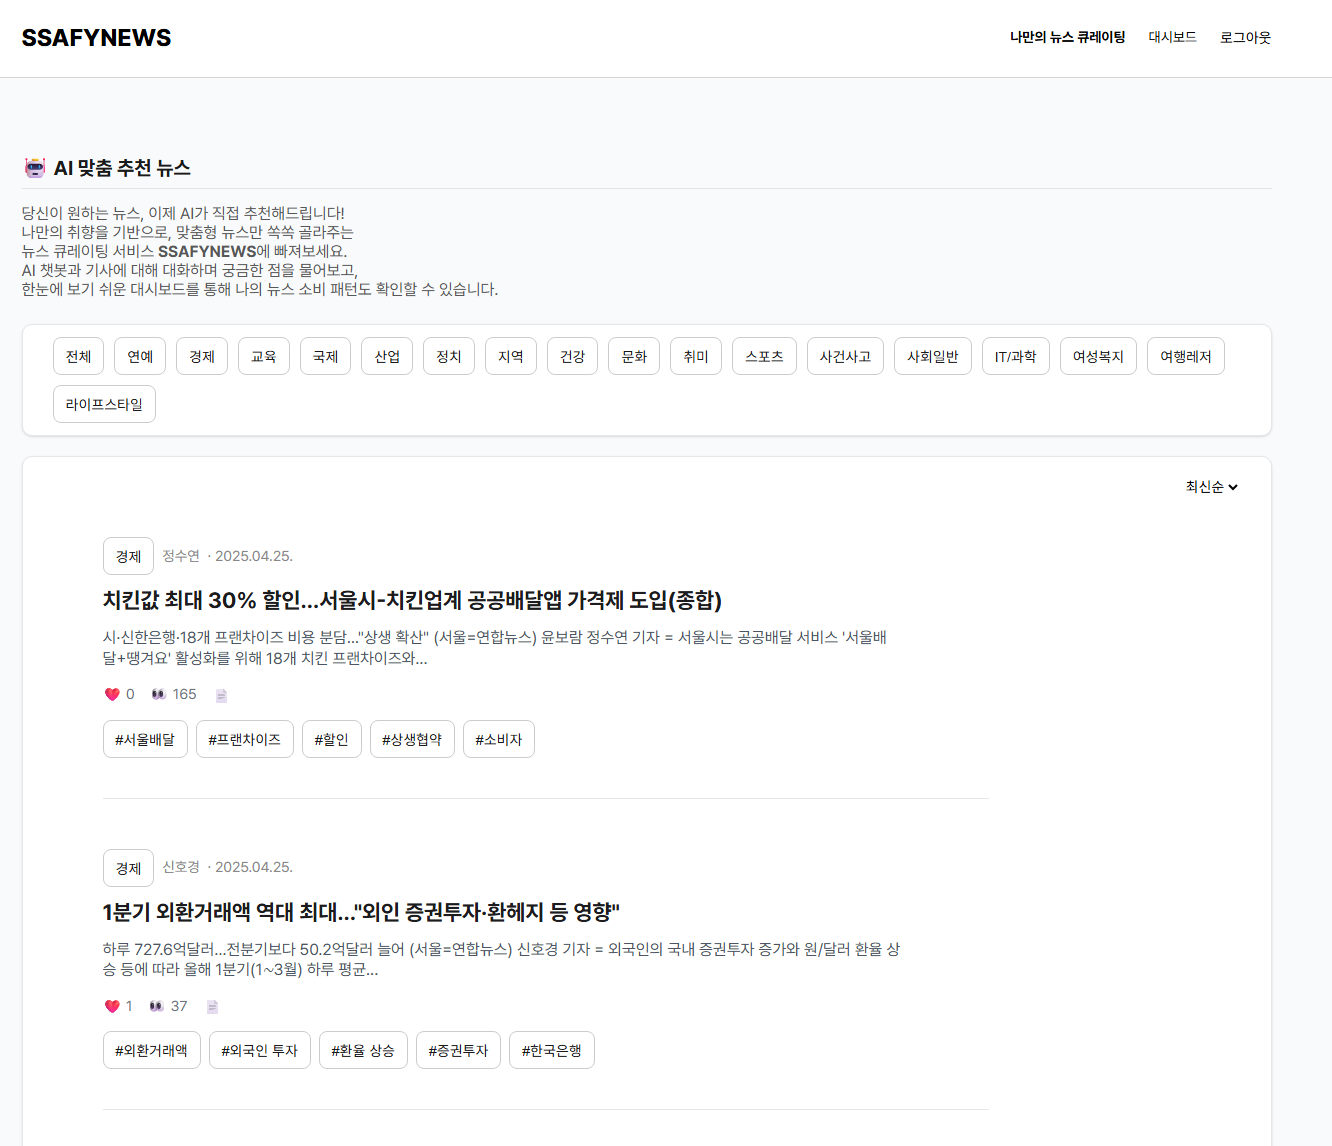 SSAFYNEWS
나만의 뉴스 큐레이팅 대시보드 로그아웃
AI 맞춤 추천 뉴스
당신이 원하는 뉴스, 이제 AI가 직접 추천해드립니다!
나만의 취향을 기반으로, 맞춤형 뉴스만 쏙쏙 골라주는
뉴스 큐레이팅 서비스 SSAFYNEWS에 빠져보세요.
AI 챗봇과 기사에 대해 대화하며 궁금한 점을 물어보고,
한눈에 보기 쉬운 대시보드를 통해 나의 뉴스 소비 패턴도 확인할 수 있습니다.
전체 연예 경제 교육 국제 산업 정치 지역 건강 문화 취미 스포츠 사건사고 사회일반 IT/과학 여성복지 여행레저
라이프스타일
최신순
경제 정수연 · 2025.04.25.
치킨값 최대 30% 할인…서울시-치킨업계 공공배달앱 가격제 도입(종합)
시·신한은행·18개 프랜차이즈 비용 분담…"상생 확산" (서울=연합뉴스) 윤보람 정수연 기자 = 서울시는 공공배달 서비스 '서울배
달+땡겨요' 활성화를 위해 18개 치킨 프랜차이즈와...
0 165
#서울배달 #프랜차이즈 #할인 #상생협약 #소비자
경제 신호경 · 2025.04.25.
1분기 외환거래액 역대 최대…"외인 증권투자·환헤지 등 영향"
하루 727.6억달러…전분기보다 50.2억달러 늘어 (서울=연합뉴스) 신호경 기자 = 외국인의 국내 증권투자 증가와 원/달러 환율 상
승 등에 따라 올해 1분기(1∼3월) 하루 평균...
1 37
#외환거래액 #외국인 투자 #환율 상승 #증권투자 #한국은행